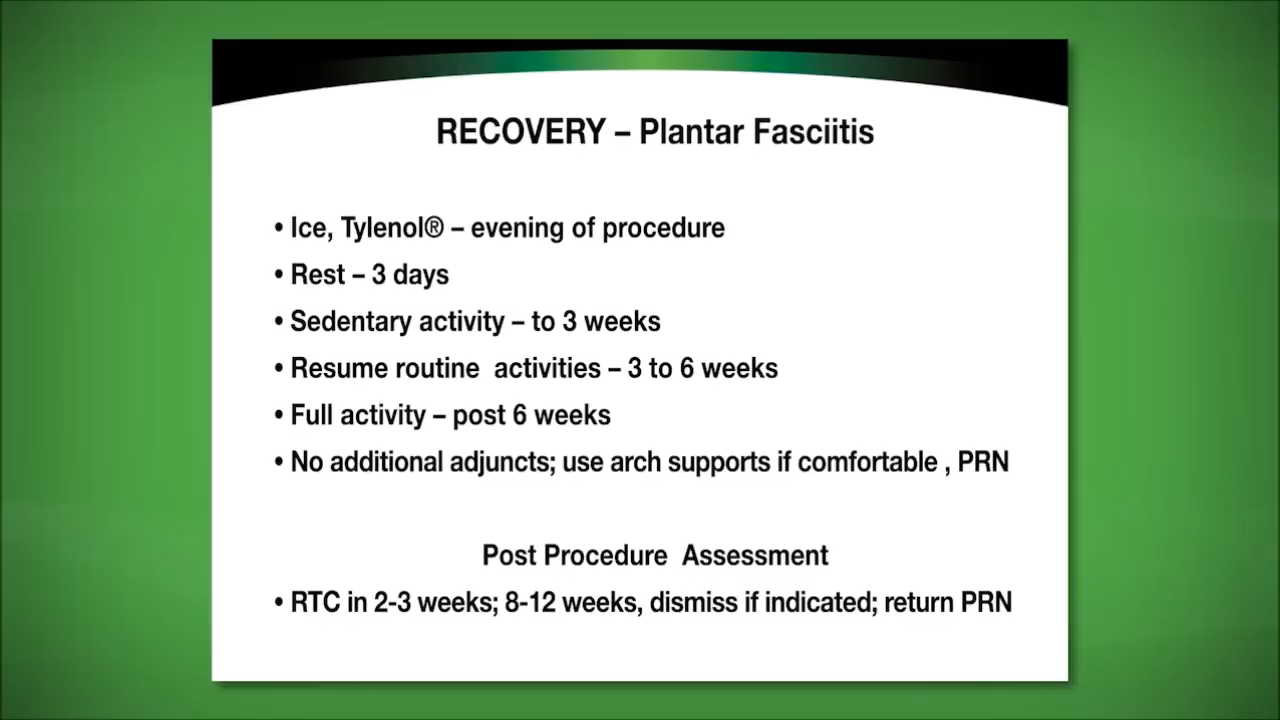 RECOVERY – Plantar Fasciitis
• Ice, Tylenol® – evening of procedure
• Rest – 3 days
• Sedentary activity – to 3 weeks
• Resume routine  activities – 3 to 6 weeks
• Full activity – post 6 weeks
• No additional adjuncts; use arch supports if comfortable , PRN
Post Procedure  Assessment
• RTC in 2-3 weeks; 8-12 weeks, dismiss if indicated; return PRN